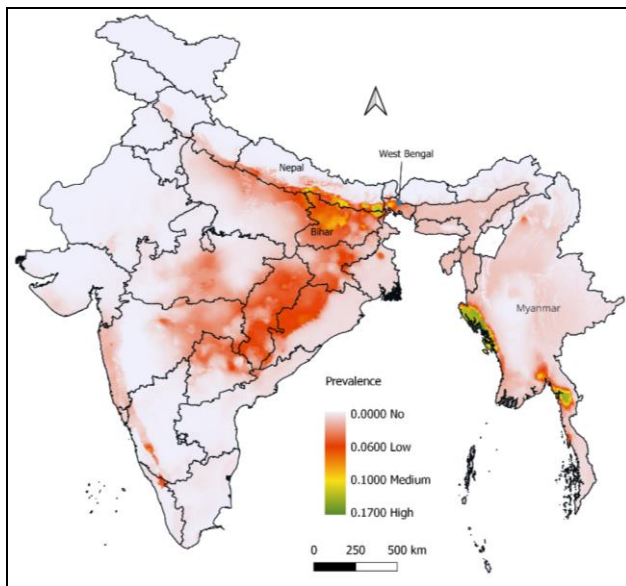 West Bengal
Nepal
Bihar
Myanmar
Prevalence
0.0000 No
0.0600 Low
0.1000 Medium
0.1700 High
0 250 500 km